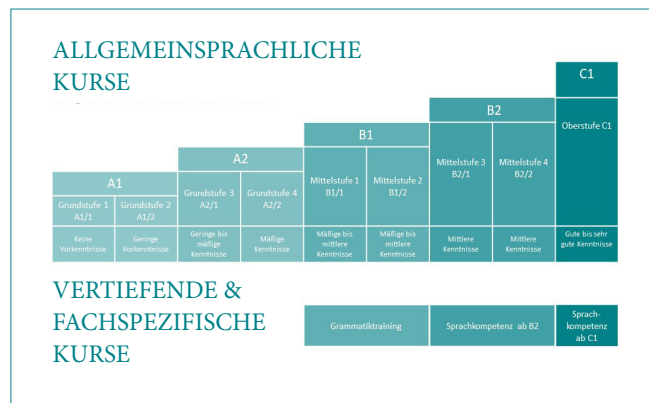 ALLGEMEINSPRACHLICHE
KURSE
C1
B2
Oberstufe C1
B1
Mittelstufe 3
B2/1
Mittelstufe 4
B2/2
A2
Mittelstufe 1
B1/1
Mittelstufe 2
B1/2
A1
Grundstufe 3
A2/1
Grundstufe 4
A2/2
Grundstufe 1
A1/1
Grundstufe 2
A1/2
Keine
Vorkenntnisse
Geringe
Vorkenntnisse
Geringe bis
mäßige
Kenntnisse
Mäßige
Kenntnisse
Mäßige bis
mittlere
Kenntnisse
Mäßige bis
mittlere
Kenntnisse
Mittlere
Kenntnisse
Mittlere
Kenntnisse
Gute bis sehr
gute Kenntnisse
VERTIEFENDE &
FACHSPEZIFISCHE
KURSE
Grammatiktraining
Sprachkompetenz ab B2
Sprach-
kompetenz
ab C1